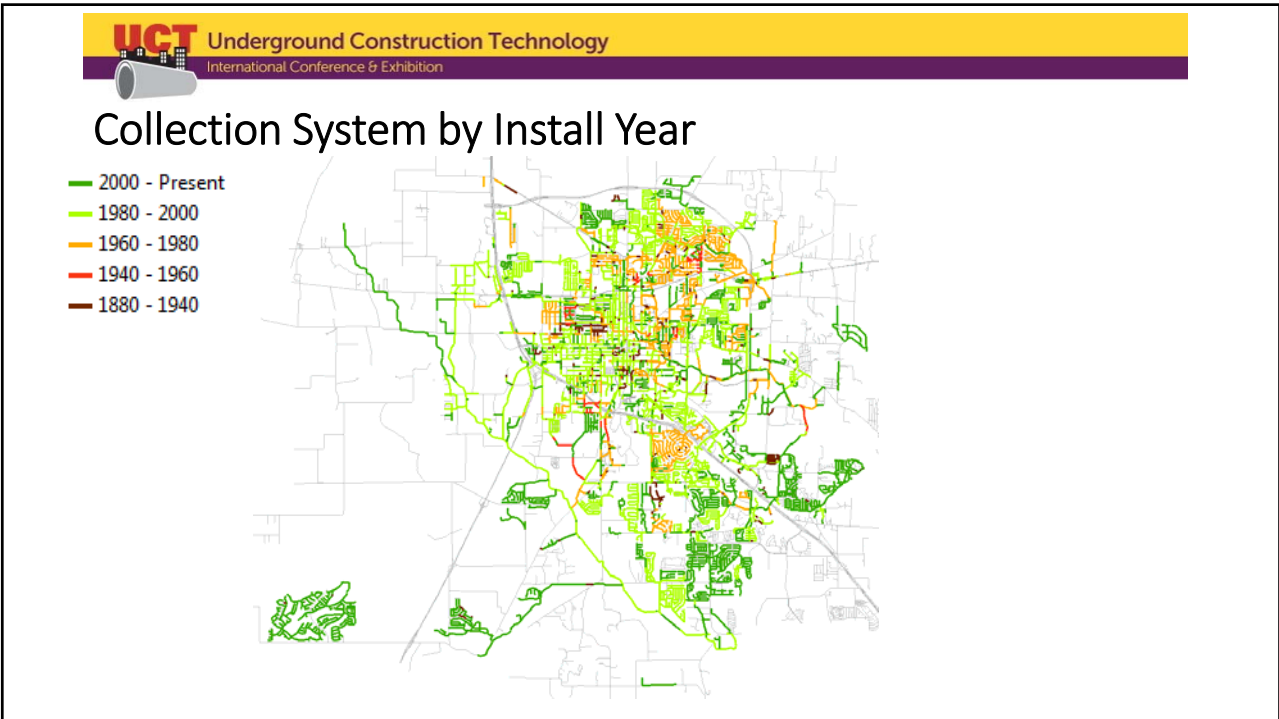 UCT
Underground Construction Technology
International Conference & Exhibition
Collection System by Install Year
2000 - Present
1980 - 2000
1960 - 1980
1940 - 1960
1880 - 1940